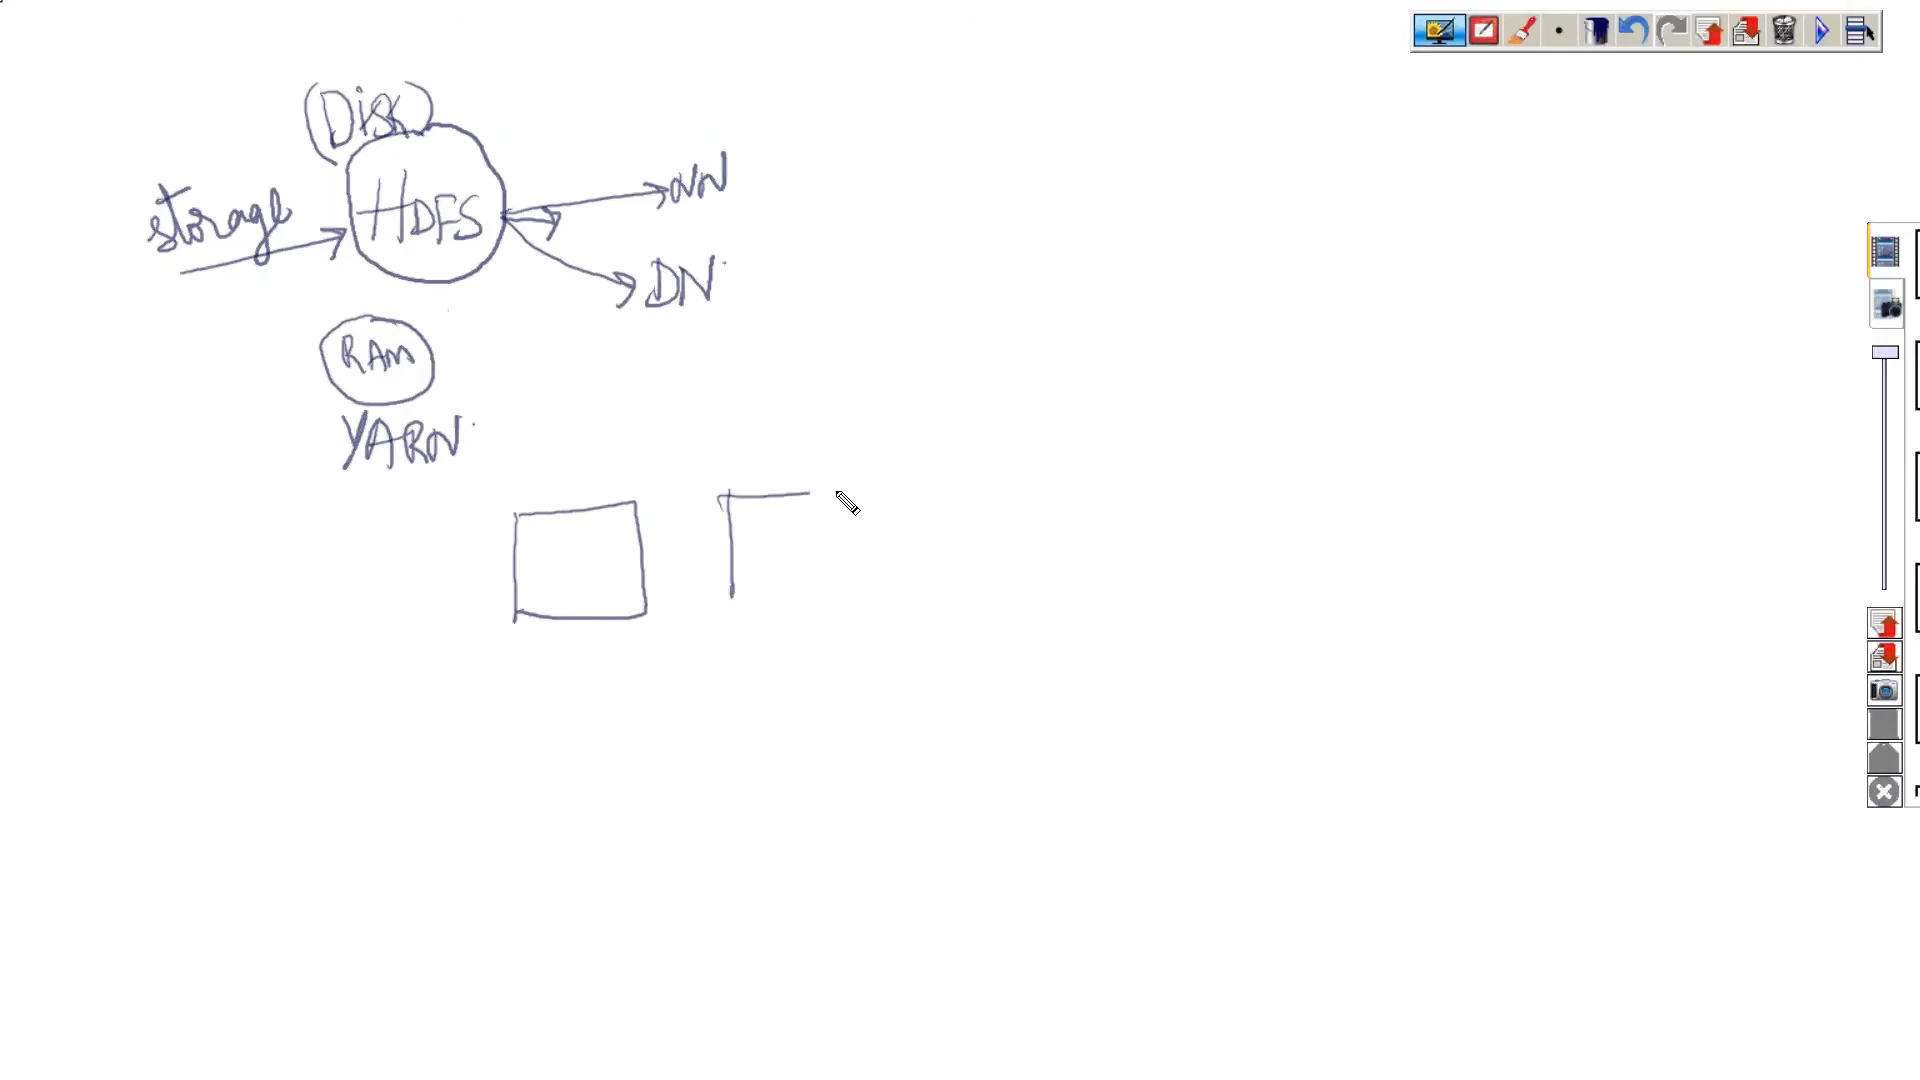 (Disk)
storage
HDFS
NN
DN
RAM
YARN